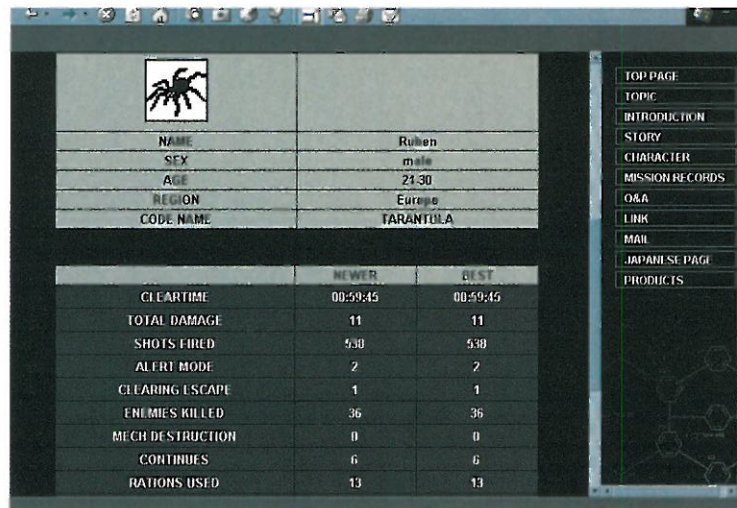 NAME Ruben
SEX male
AGE 21-30
REGION Europe
CODE NAME TARANTULA
NEWER BEST
CLEARTIME 00:59:45 00:59:45
TOTAL DAMAGE 11 11
SHOTS FIRED 538 538
ALERT MODE 2 2
CLEARING ESCAPE 1 1
ENEMIES KILLED 36 36
MECH DESTRUCTION 0 0
CONTINUES 6 6
RATIONS USED 13 13
TOP PAGE
TOPIC
INTRODUCTION
STORY
CHARACTER
MISSION RECORDS
Q&A
LINK
MAIL
JAPANESE PAGE
PRODUCTS